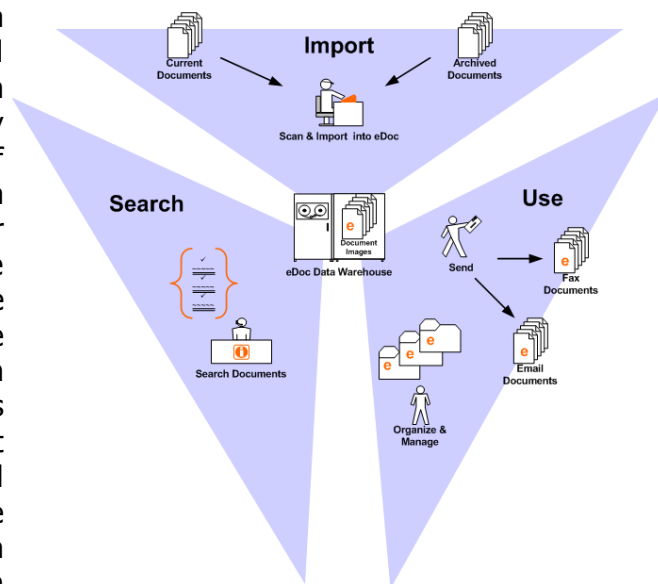 Import
Current
Documents
Archived
Documents
Scan & Import into eDoc
Search
Use
e
Document
Images
eDoc Data Warehouse
Send
e
Fax
Documents
Search Documents
e
e
e
e
Email
Documents
Organize &
Manage